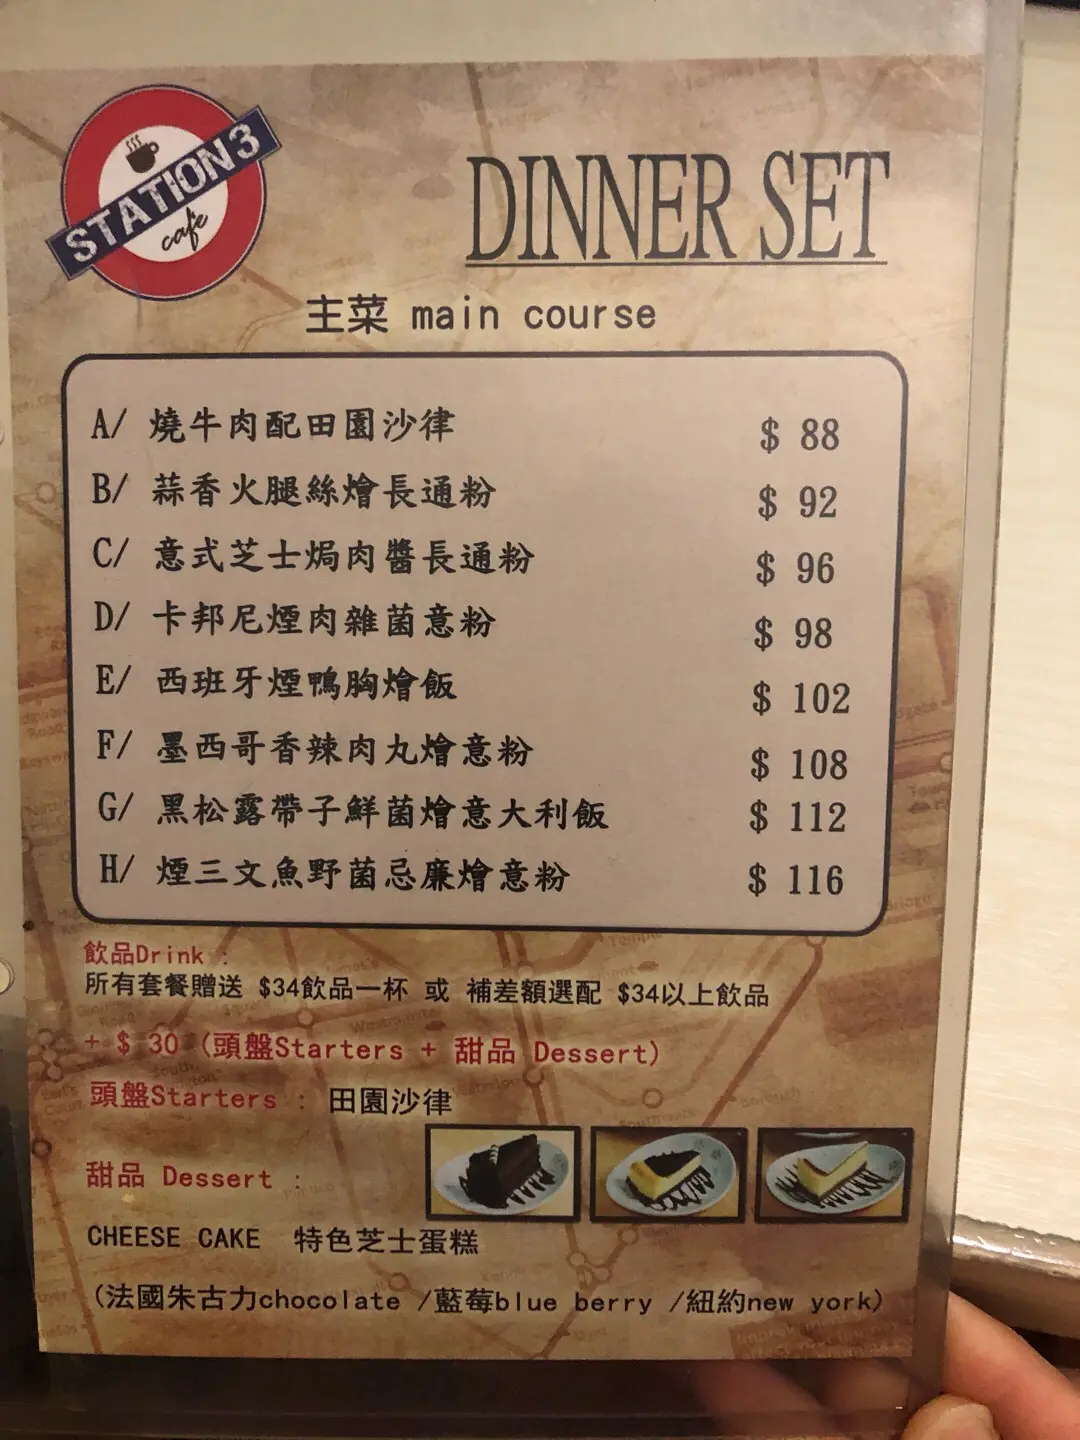 STATION3
café
DINNER SET
主菜 main course
A/ 燒牛肉配田園沙律 $ 88
B/ 蒜香火腿絲燴長通粉 $ 92
C/ 意式芝士焗肉醬長通粉 $ 96
D/ 卡邦尼煙肉雜菌意粉 $ 98
E/ 西班牙煙鴨胸燴飯 $ 102
F/ 墨西哥香辣肉丸燴意粉 $ 108
G/ 黑松露帶子鮮菌燴意大利飯 $ 112
H/ 煙三文魚野菌忌廉燴意粉 $ 116
飲品Drink :
所有套餐贈送 $34飲品一杯 或 補差額選配 $34以上飲品
+ $ 30 (頭盤Starters + 甜品 Dessert)
頭盤Starters : 田園沙律
甜品 Dessert :
CHEESE CAKE 特色芝士蛋糕
(法國朱古力chocolate /藍莓blue berry /紐約new york)